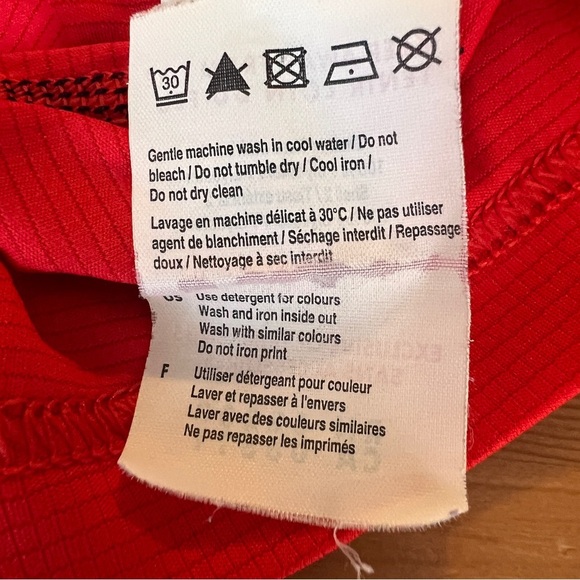 30
Gentle machine wash in cool water / Do not
bleach / Do not tumble dry / Cool iron /
Do not dry clean
Lavage en machine délicat à 30°C / Ne pas utiliser
agent de blanchiment / Séchage interdit / Repassage
doux / Nettoyage à sec interdit
US Use detergent for colours
Wash and iron inside out
Wash with similar colours
Do not iron print
F Utiliser détergeant pour couleur
Laver et repasser à l'envers
Laver avec des couleurs similaires
Ne pas repasser les imprimés